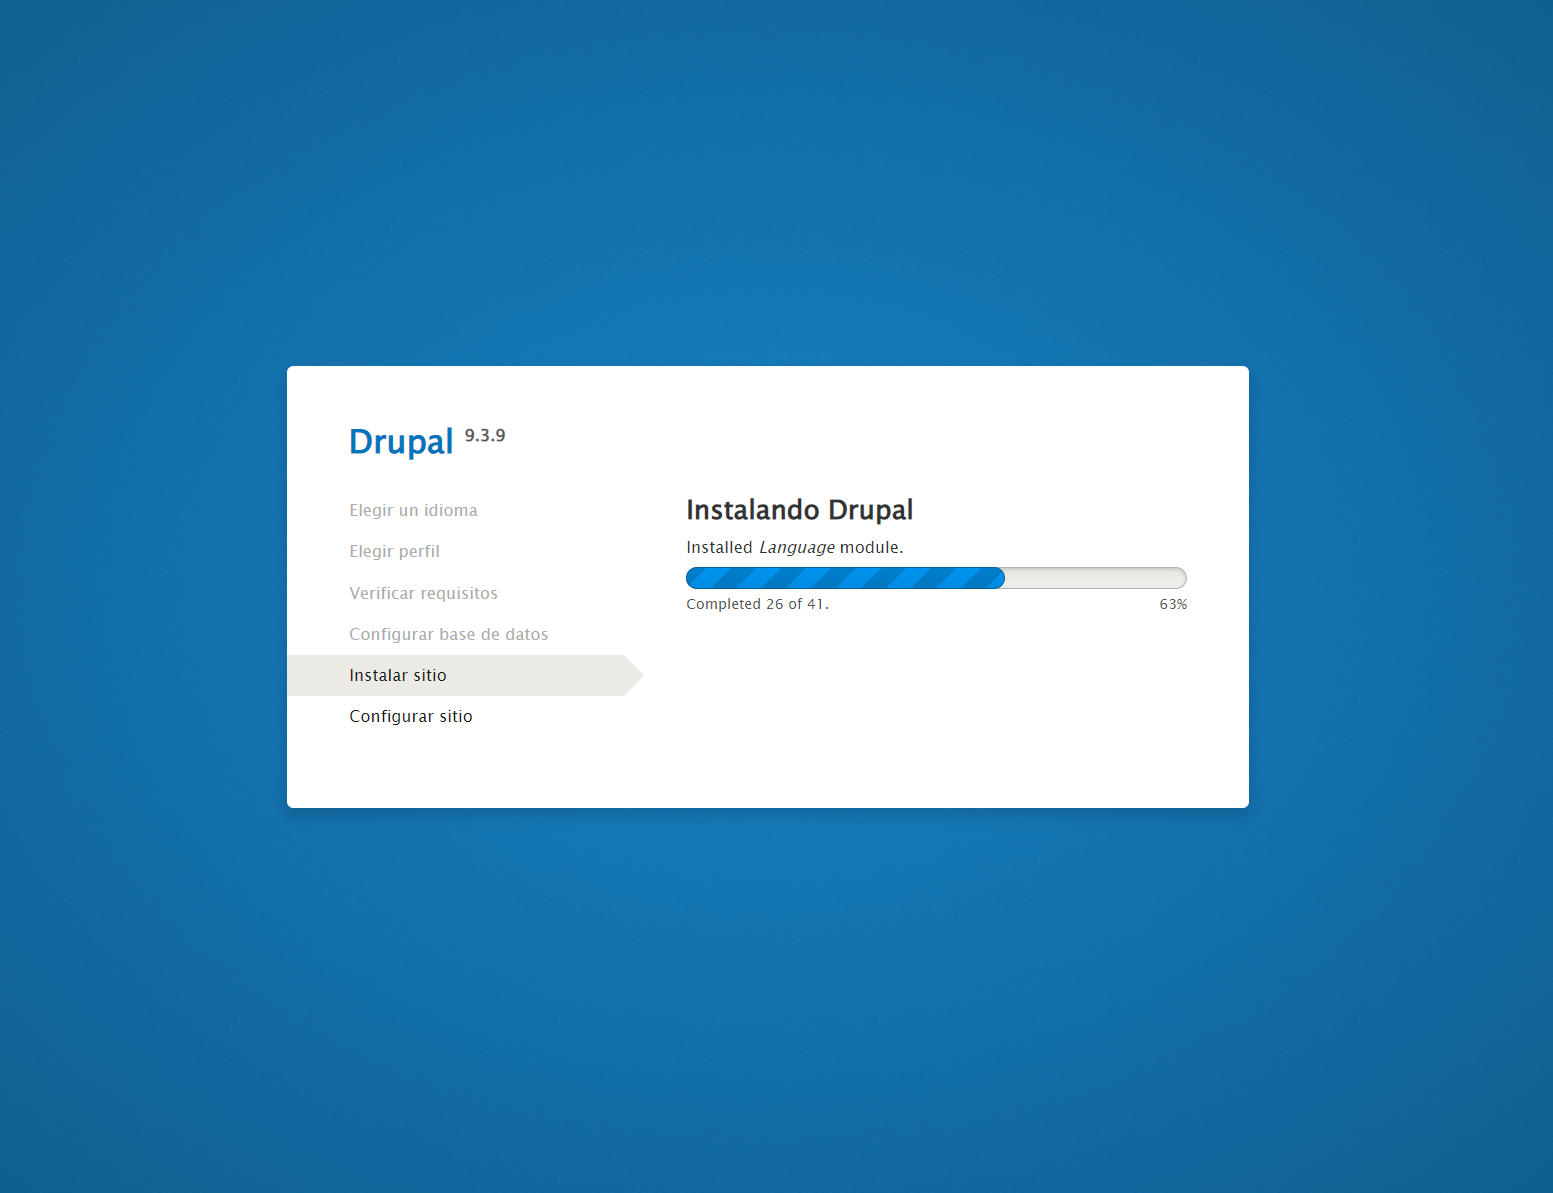 Drupal 9.3.9
Elegir un idioma
Elegir perfil
Verificar requisitos
Configurar base de datos
Instalar sitio
Configurar sitio
Instalando Drupal
Installed Language module.
Completed 26 of 41.
63%